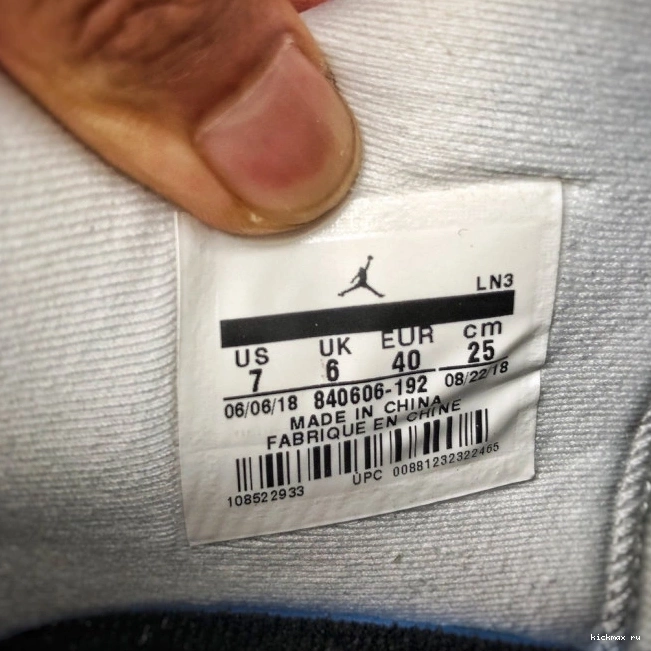 LN3
US UK EUR cm
7 6 40 25
06/06/18 840606-192 08/22/18
MADE IN CHINA
FABRIQUE EN CHINE
108522933 UPC 00881232322465
kickmax ru